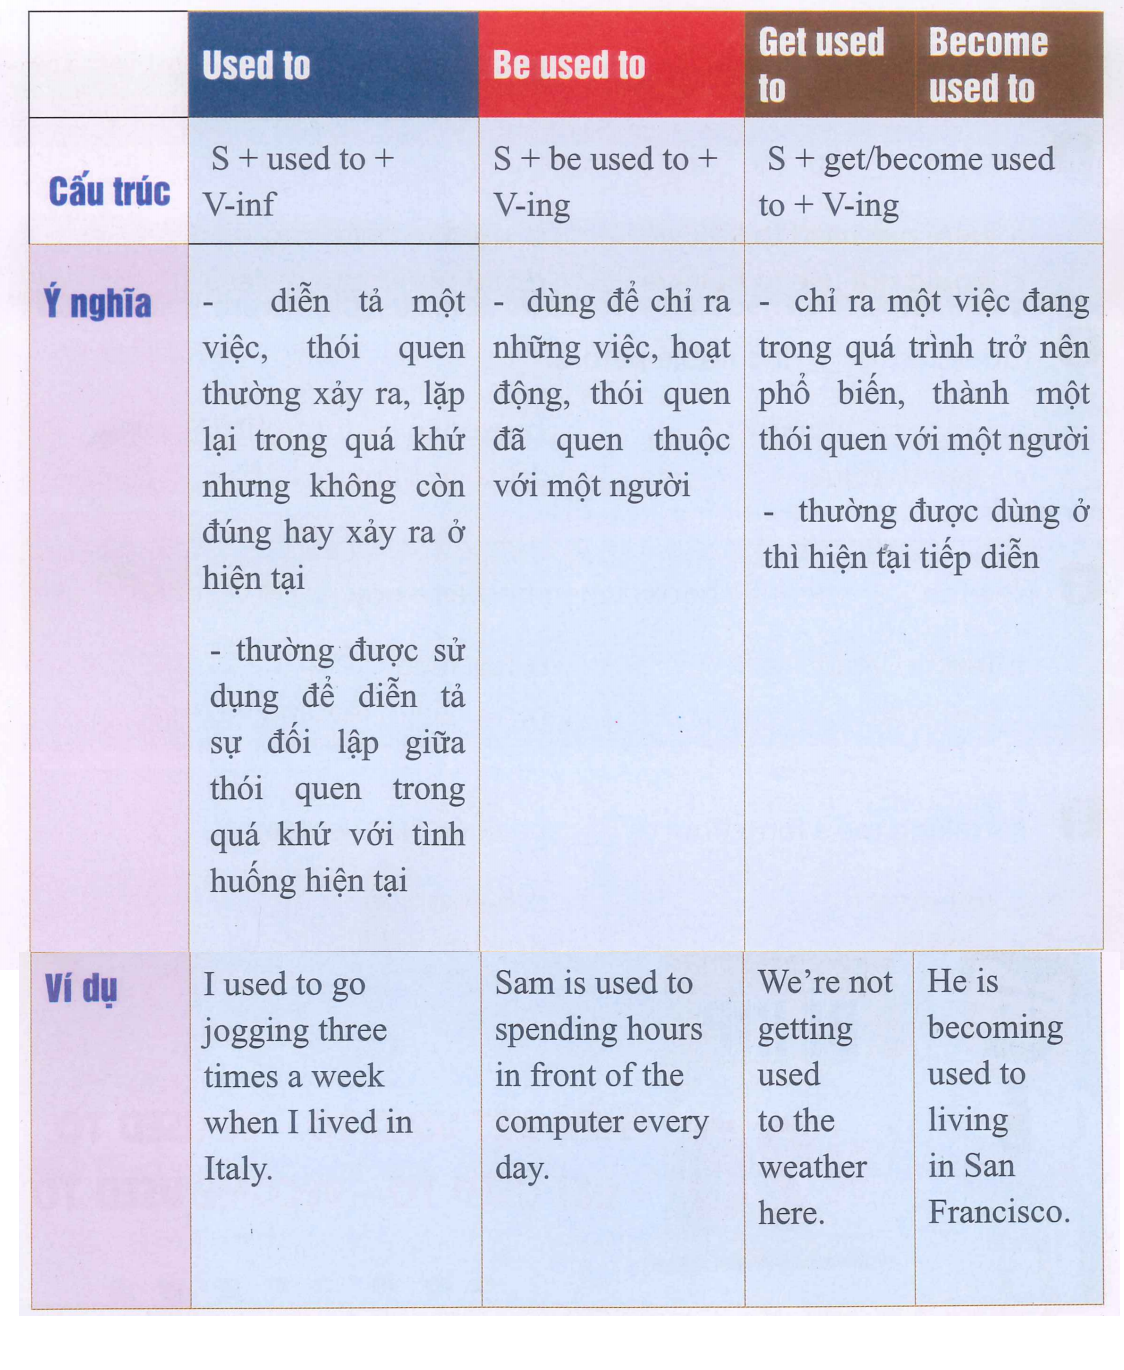 Used to
Be used to
Get used
to
Become
used to
Cấu trúc
S + used to +
V-inf
S + be used to +
V-ing
S + get/become used
to + V-ing
Ý nghĩa
- diễn tả một
việc, thói quen
thường xảy ra, lặp
lại trong quá khứ
nhưng không còn
đúng hay xảy ra ở
hiện tại
- thường được sử
dụng để diễn tả
sự đối lập giữa
thói quen trong
quá khứ với tình
huống hiện tại
- dùng để chỉ ra
những việc, hoạt
động, thói quen
đã quen thuộc
với một người
- chỉ ra một việc đang
trong quá trình trở nên
phổ biến, thành một
thói quen với một người
- thường được dùng ở
thì hiện tại tiếp diễn
Ví dụ
I used to go
jogging three
times a week
when I lived in
Italy.
Sam is used to
spending hours
in front of the
computer every
day.
We're not
getting
used
to the
weather
here.
He is
becoming
used to
living
in San
Francisco.